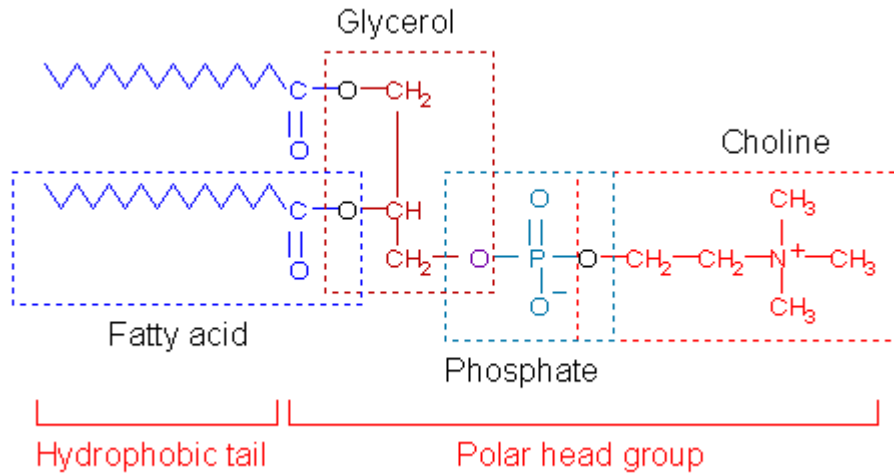 Glycerol
C O CH2
O
Choline
C O CH
O
O
CH3
CH2 O P O CH2 CH2 N+ CH3
O−
CH3
Fatty acid
Phosphate
Hydrophobic tail
Polar head group